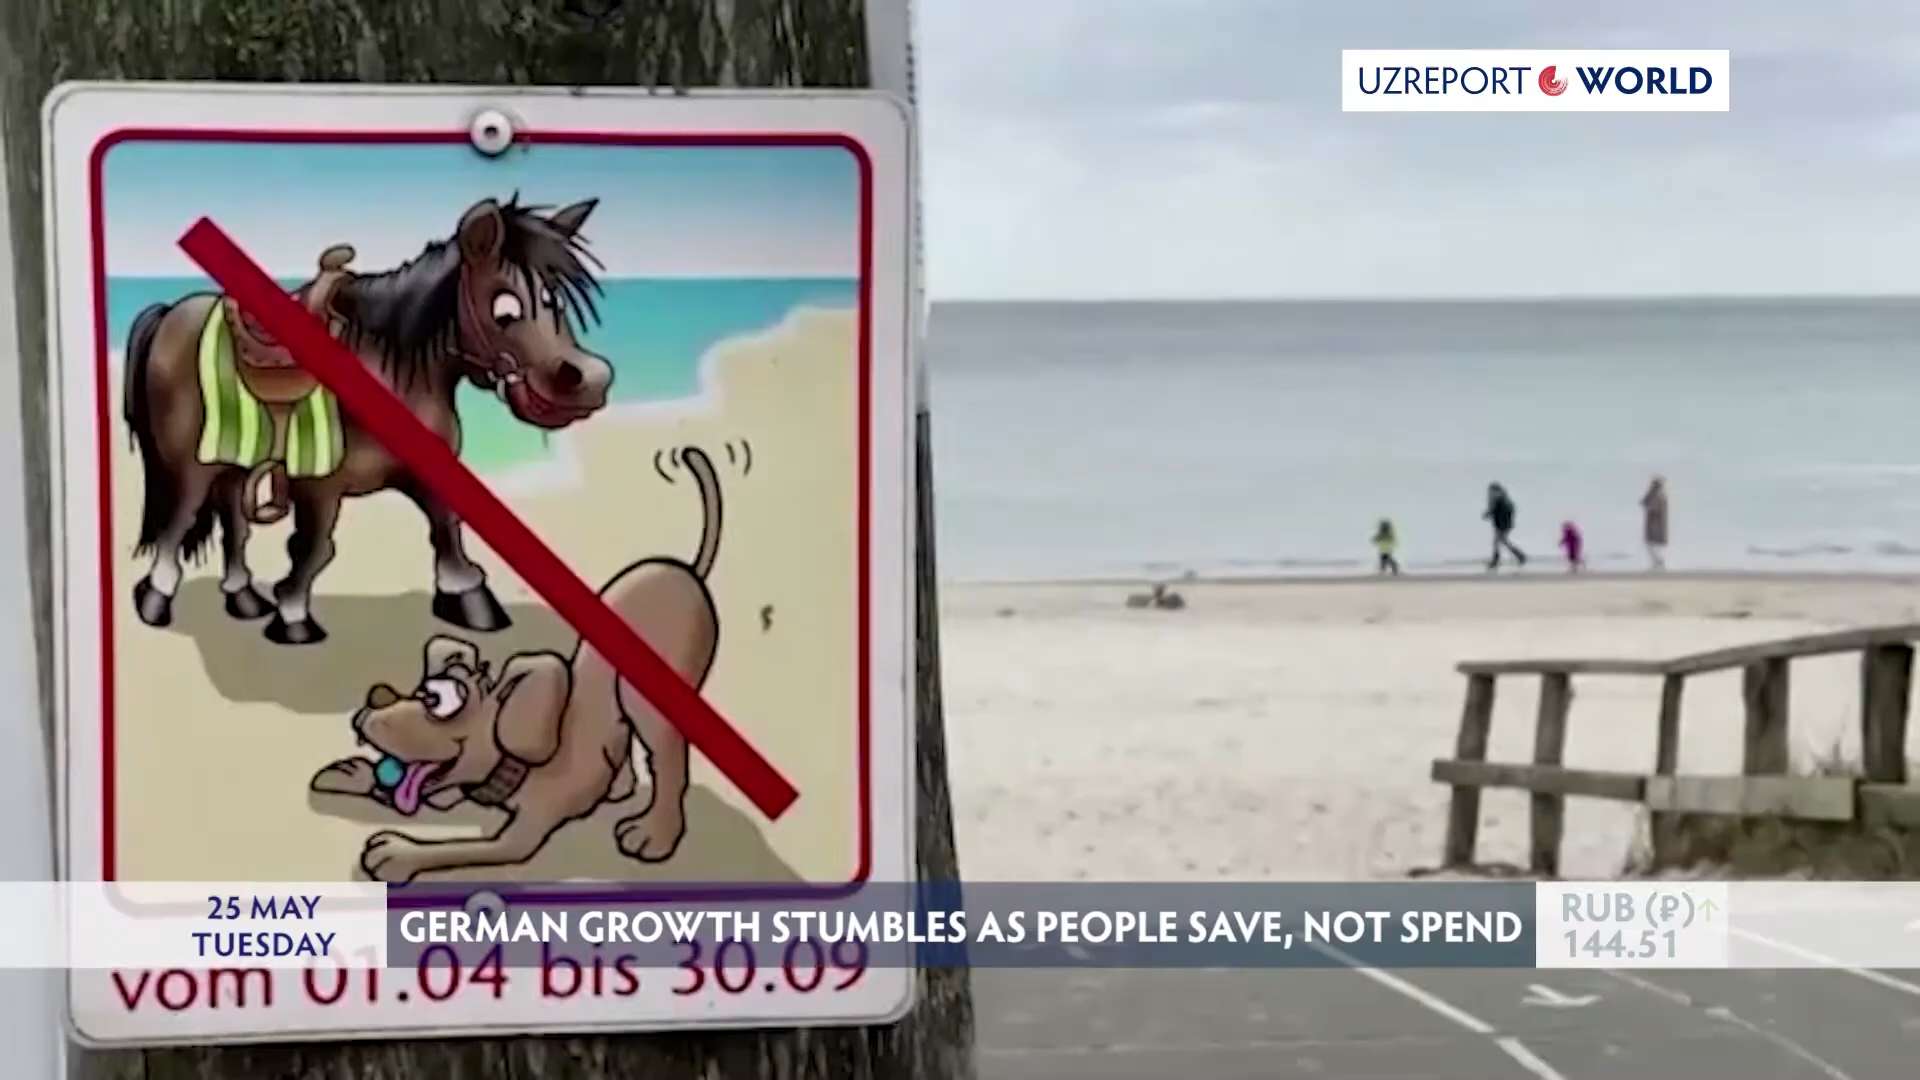 UZREPORT WORLD
25 MAY
TUESDAY
GERMAN GROWTH STUMBLES AS PEOPLE SAVE, NOT SPEND
RUB (₽)↑
144.51
vom 01.04 bis 30.09